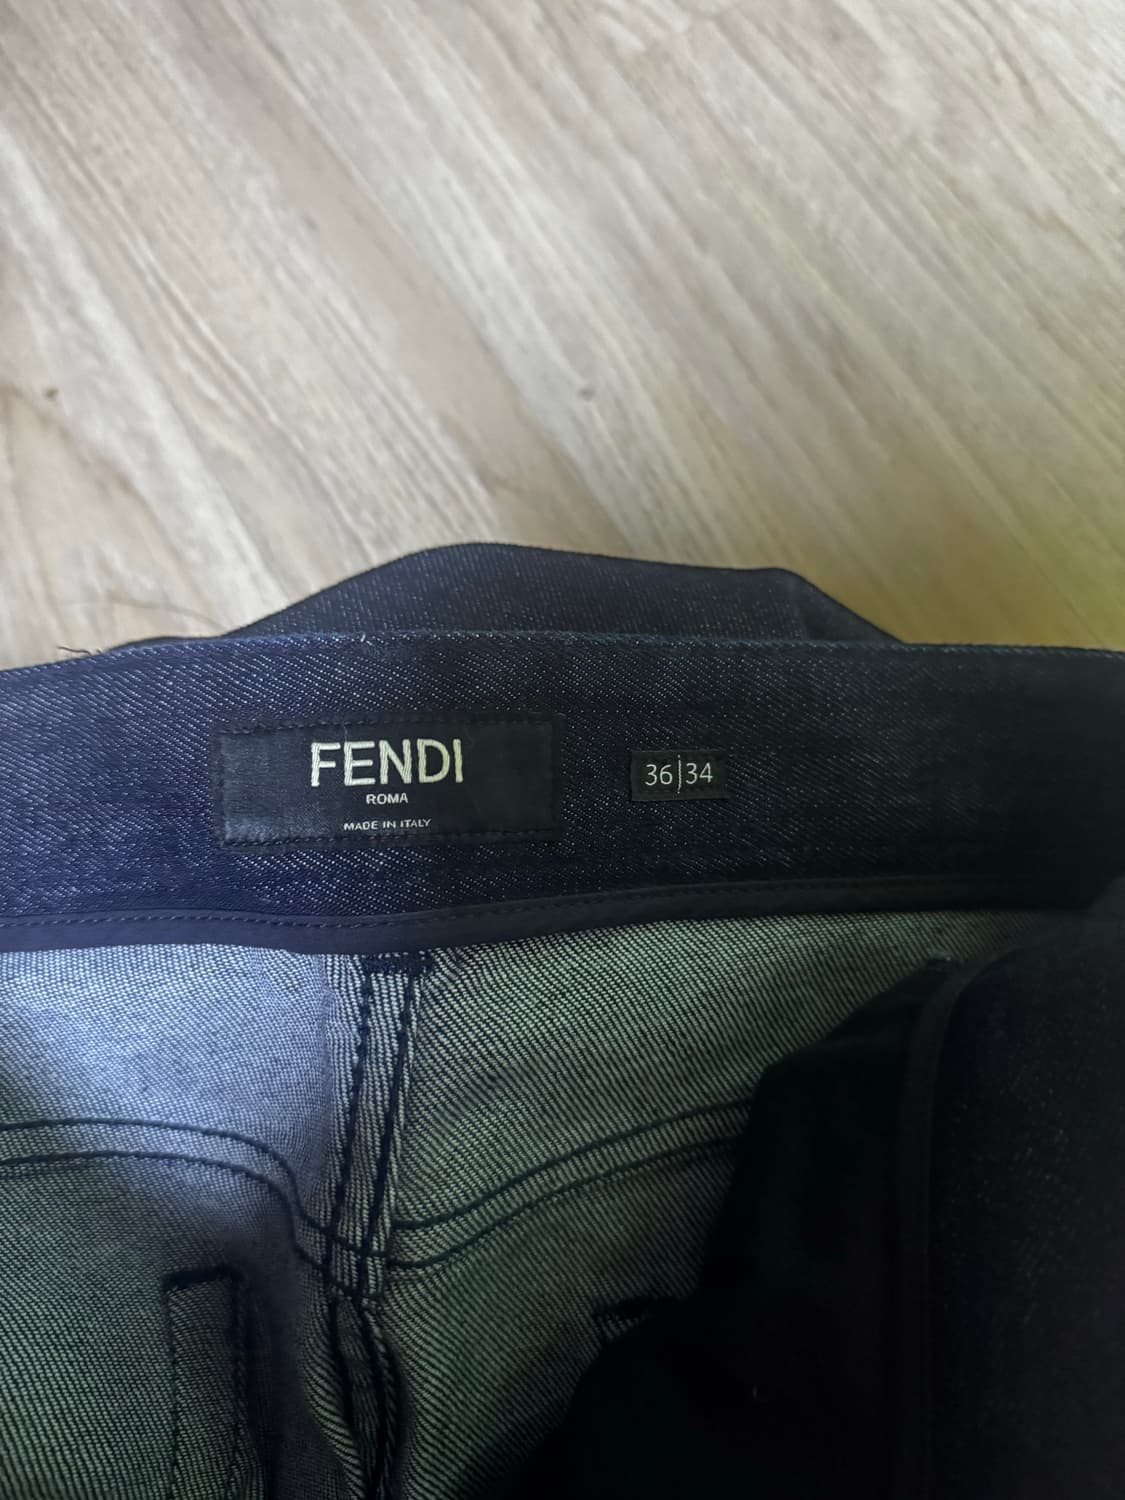 FENDI
ROMA
MADE IN ITALY
36|34